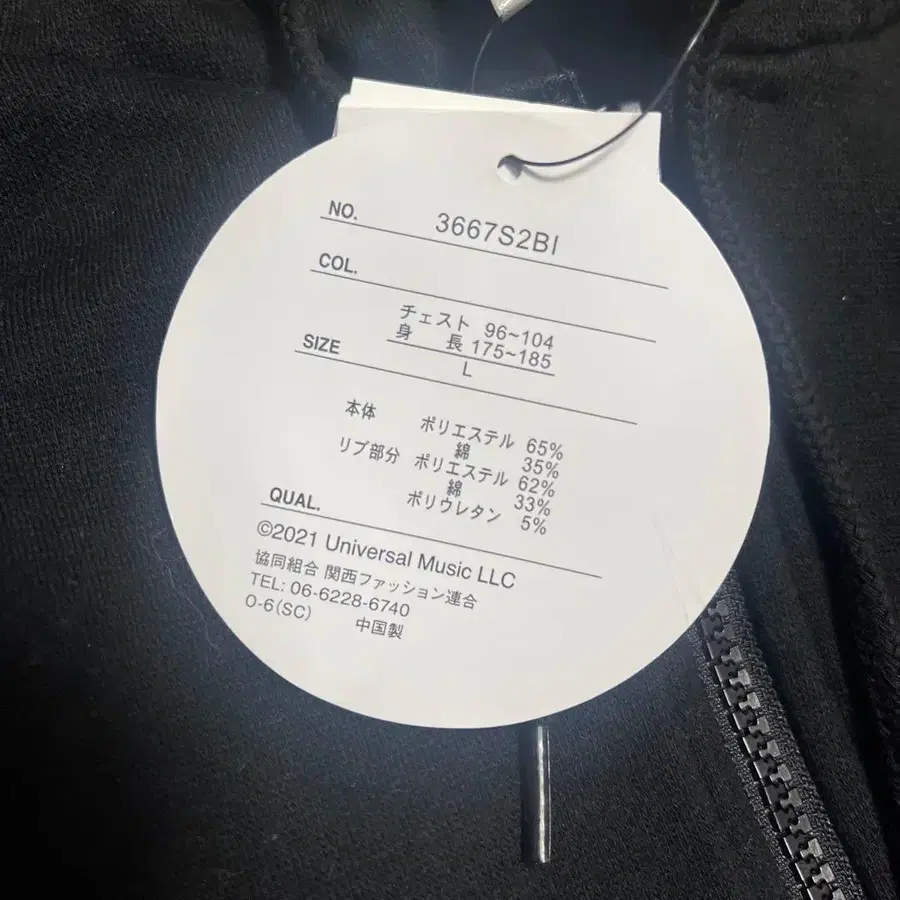 NO. 3667S2BI
COL.
チェスト 96~104
身 長 175~185
SIZE L
本体 ポリエステル 65%
綿 35%
リブ部分 ポリエステル 62%
綿 33%
ポリウレタン 5%
QUAL.
©2021 Universal Music LLC
協同組合 関西ファッション連合
TEL: 06-6228-6740
O-6(SC) 中国製